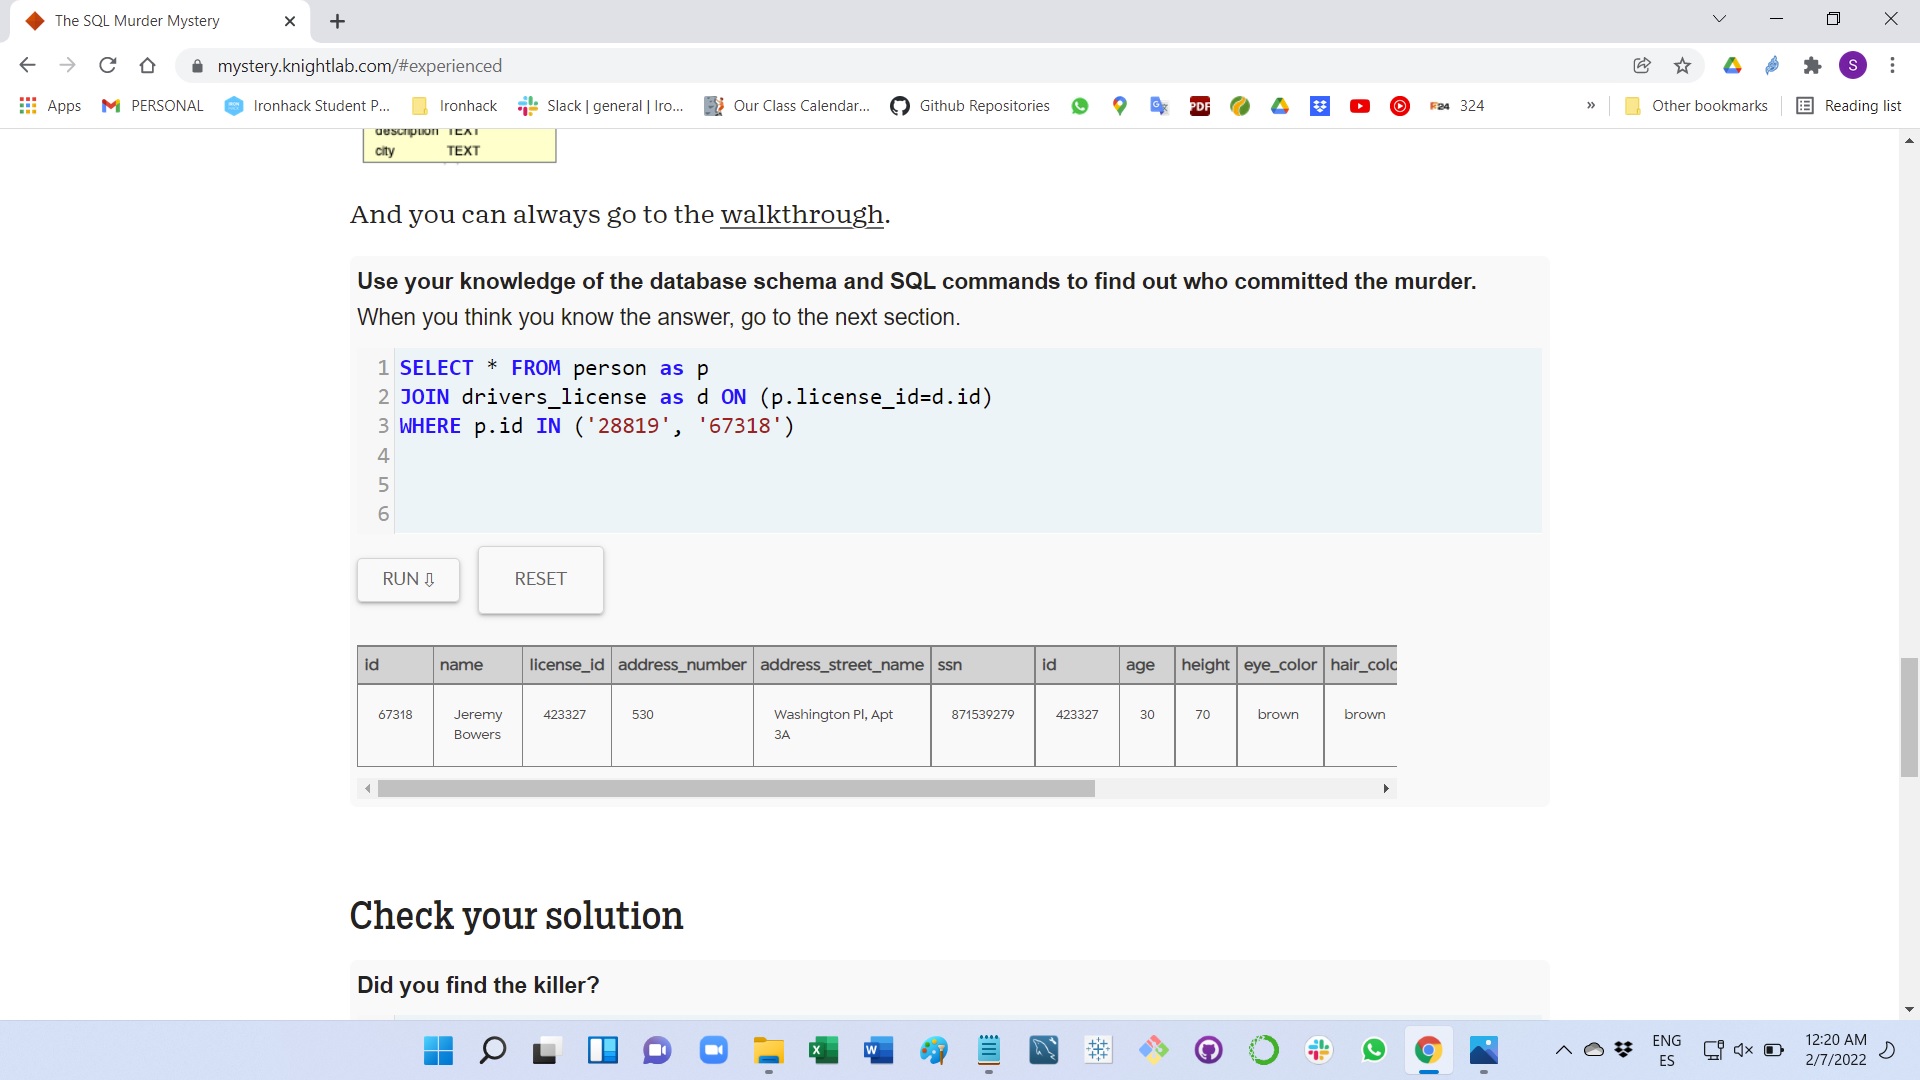 The SQL Murder Mystery
mystery.knightlab.com/#experienced
S
Apps
PERSONAL
Ironhack Student P...
Ironhack
Slack | general | Iro...
Our Class Calendar...
Github Repositories
PDF
F24
324
»
Other bookmarks
Reading list
description TEXT
city TEXT
And you can always go to the walkthrough.
Use your knowledge of the database schema and SQL commands to find out who committed the murder.
When you think you know the answer, go to the next section.
1 SELECT * FROM person as p
2 JOIN drivers_license as d ON (p.license_id=d.id)
3 WHERE p.id IN ('28819', '67318')
4
5
6
RUN ⇩
RESET
id name license_id address_number address_street_name ssn id age height eye_color hair_colo
67318 Jeremy 423327 530 Washington Pl, Apt 871539279 423327 30 70 brown brown
Bowers 3A
Check your solution
Did you find the killer?
ENG
ES
12:20 AM
2/7/2022